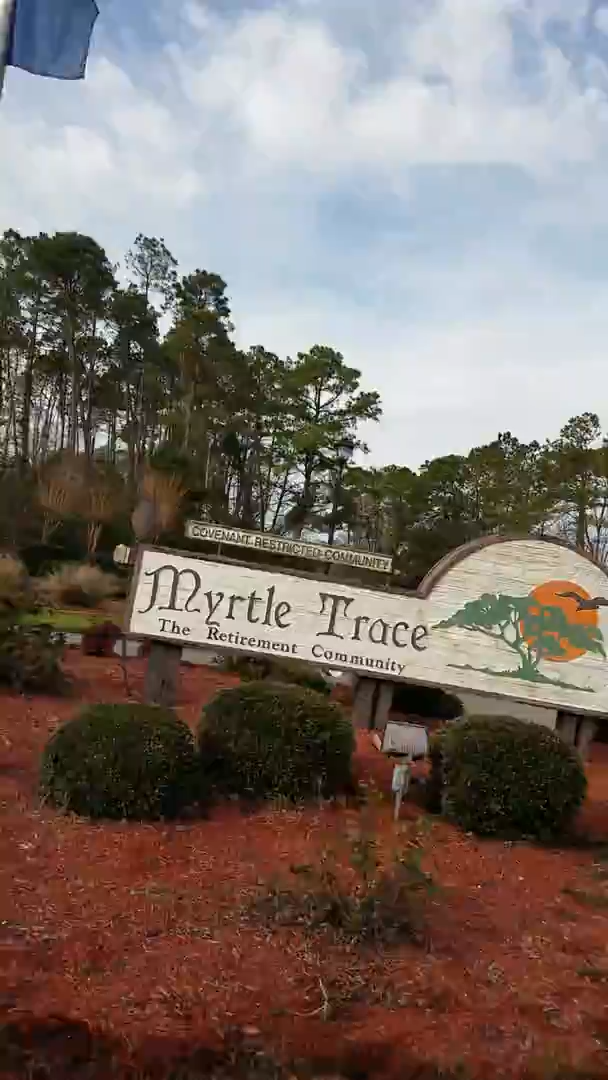 COVENANT RESTRICTED COMMUNITY
Myrtle Trace
The Retirement Community